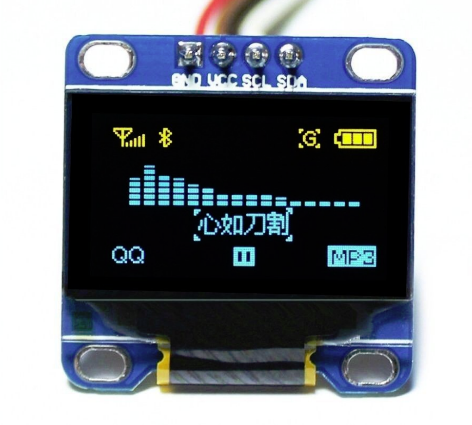 GND VCC SCL SDA
G
心如刀割
QQ MP3